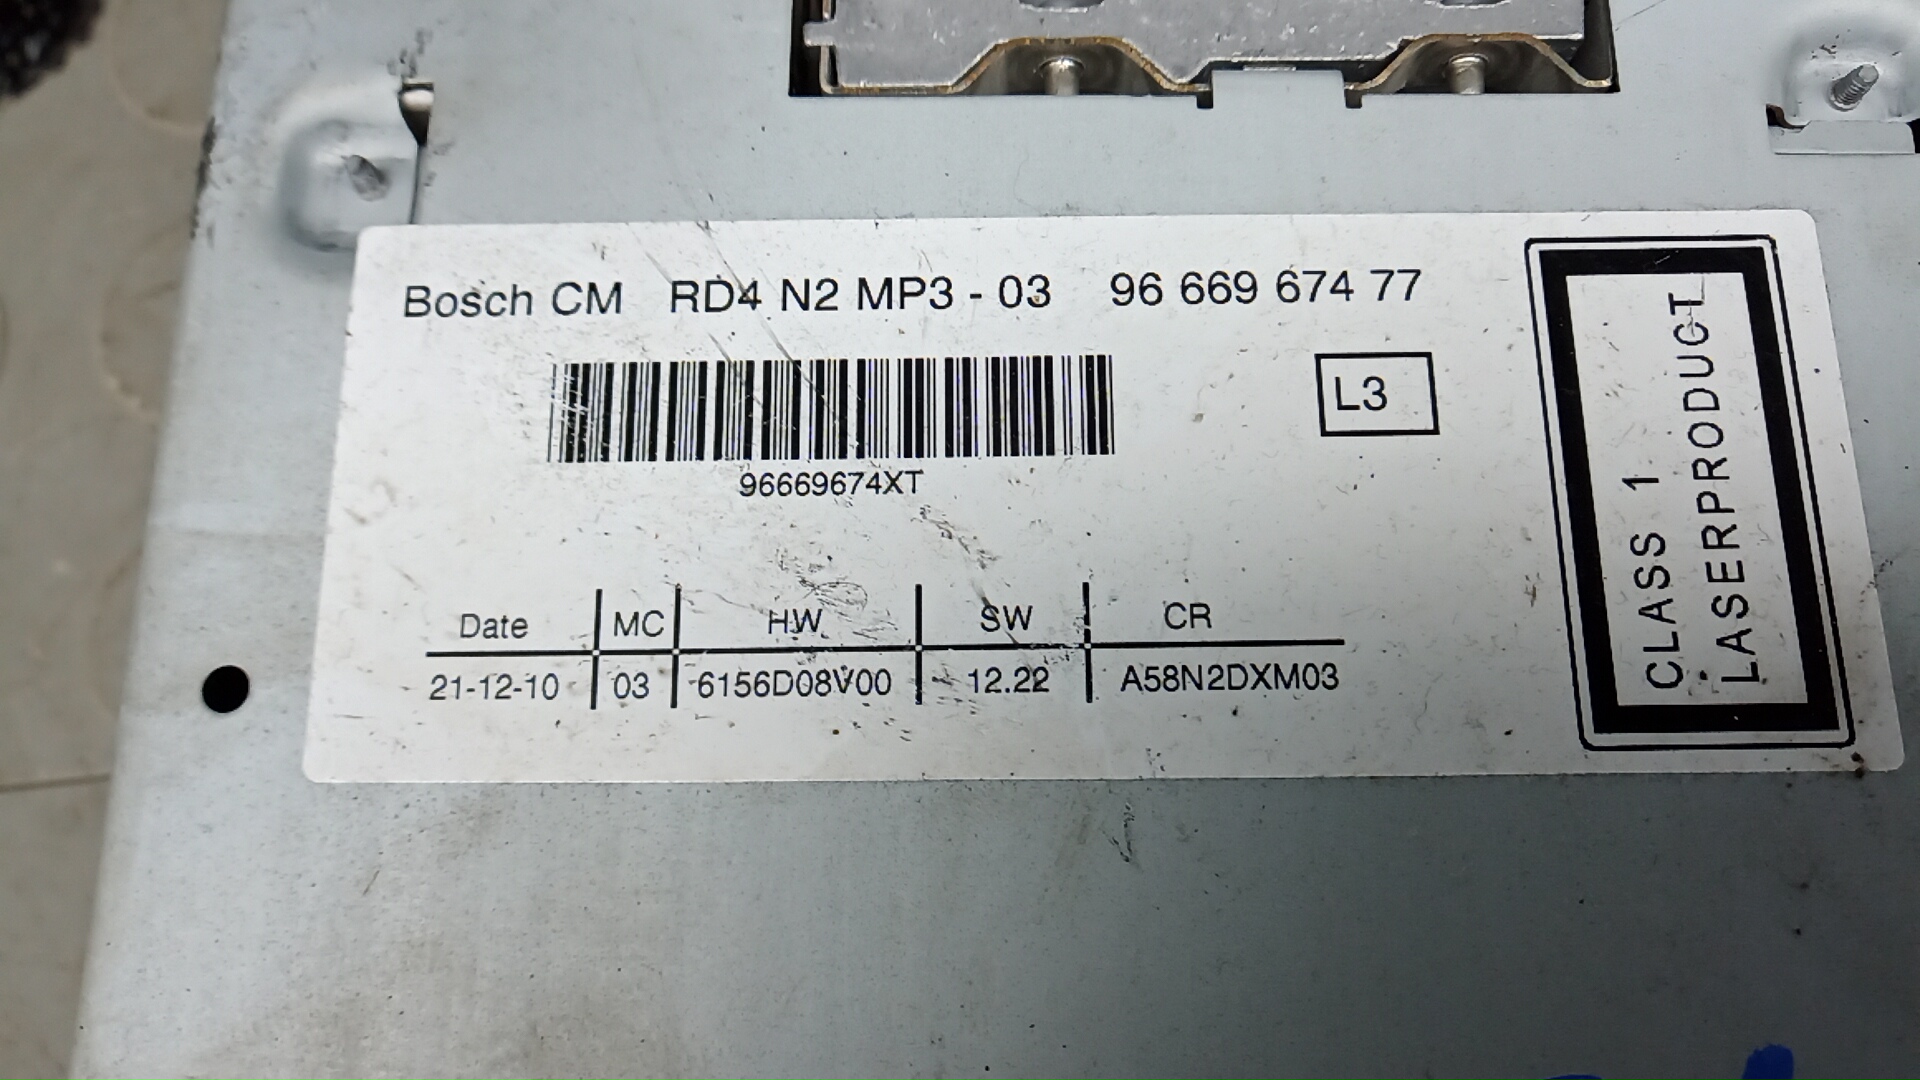 Bosch CM RD4 N2 MP3 - 03 96 669 674 77
L3
96669674XT
Date MC HW SW CR
21-12-10 03 6156D08V00 12.22 A58N2DXM03
CLASS 1
LASERPRODUCT